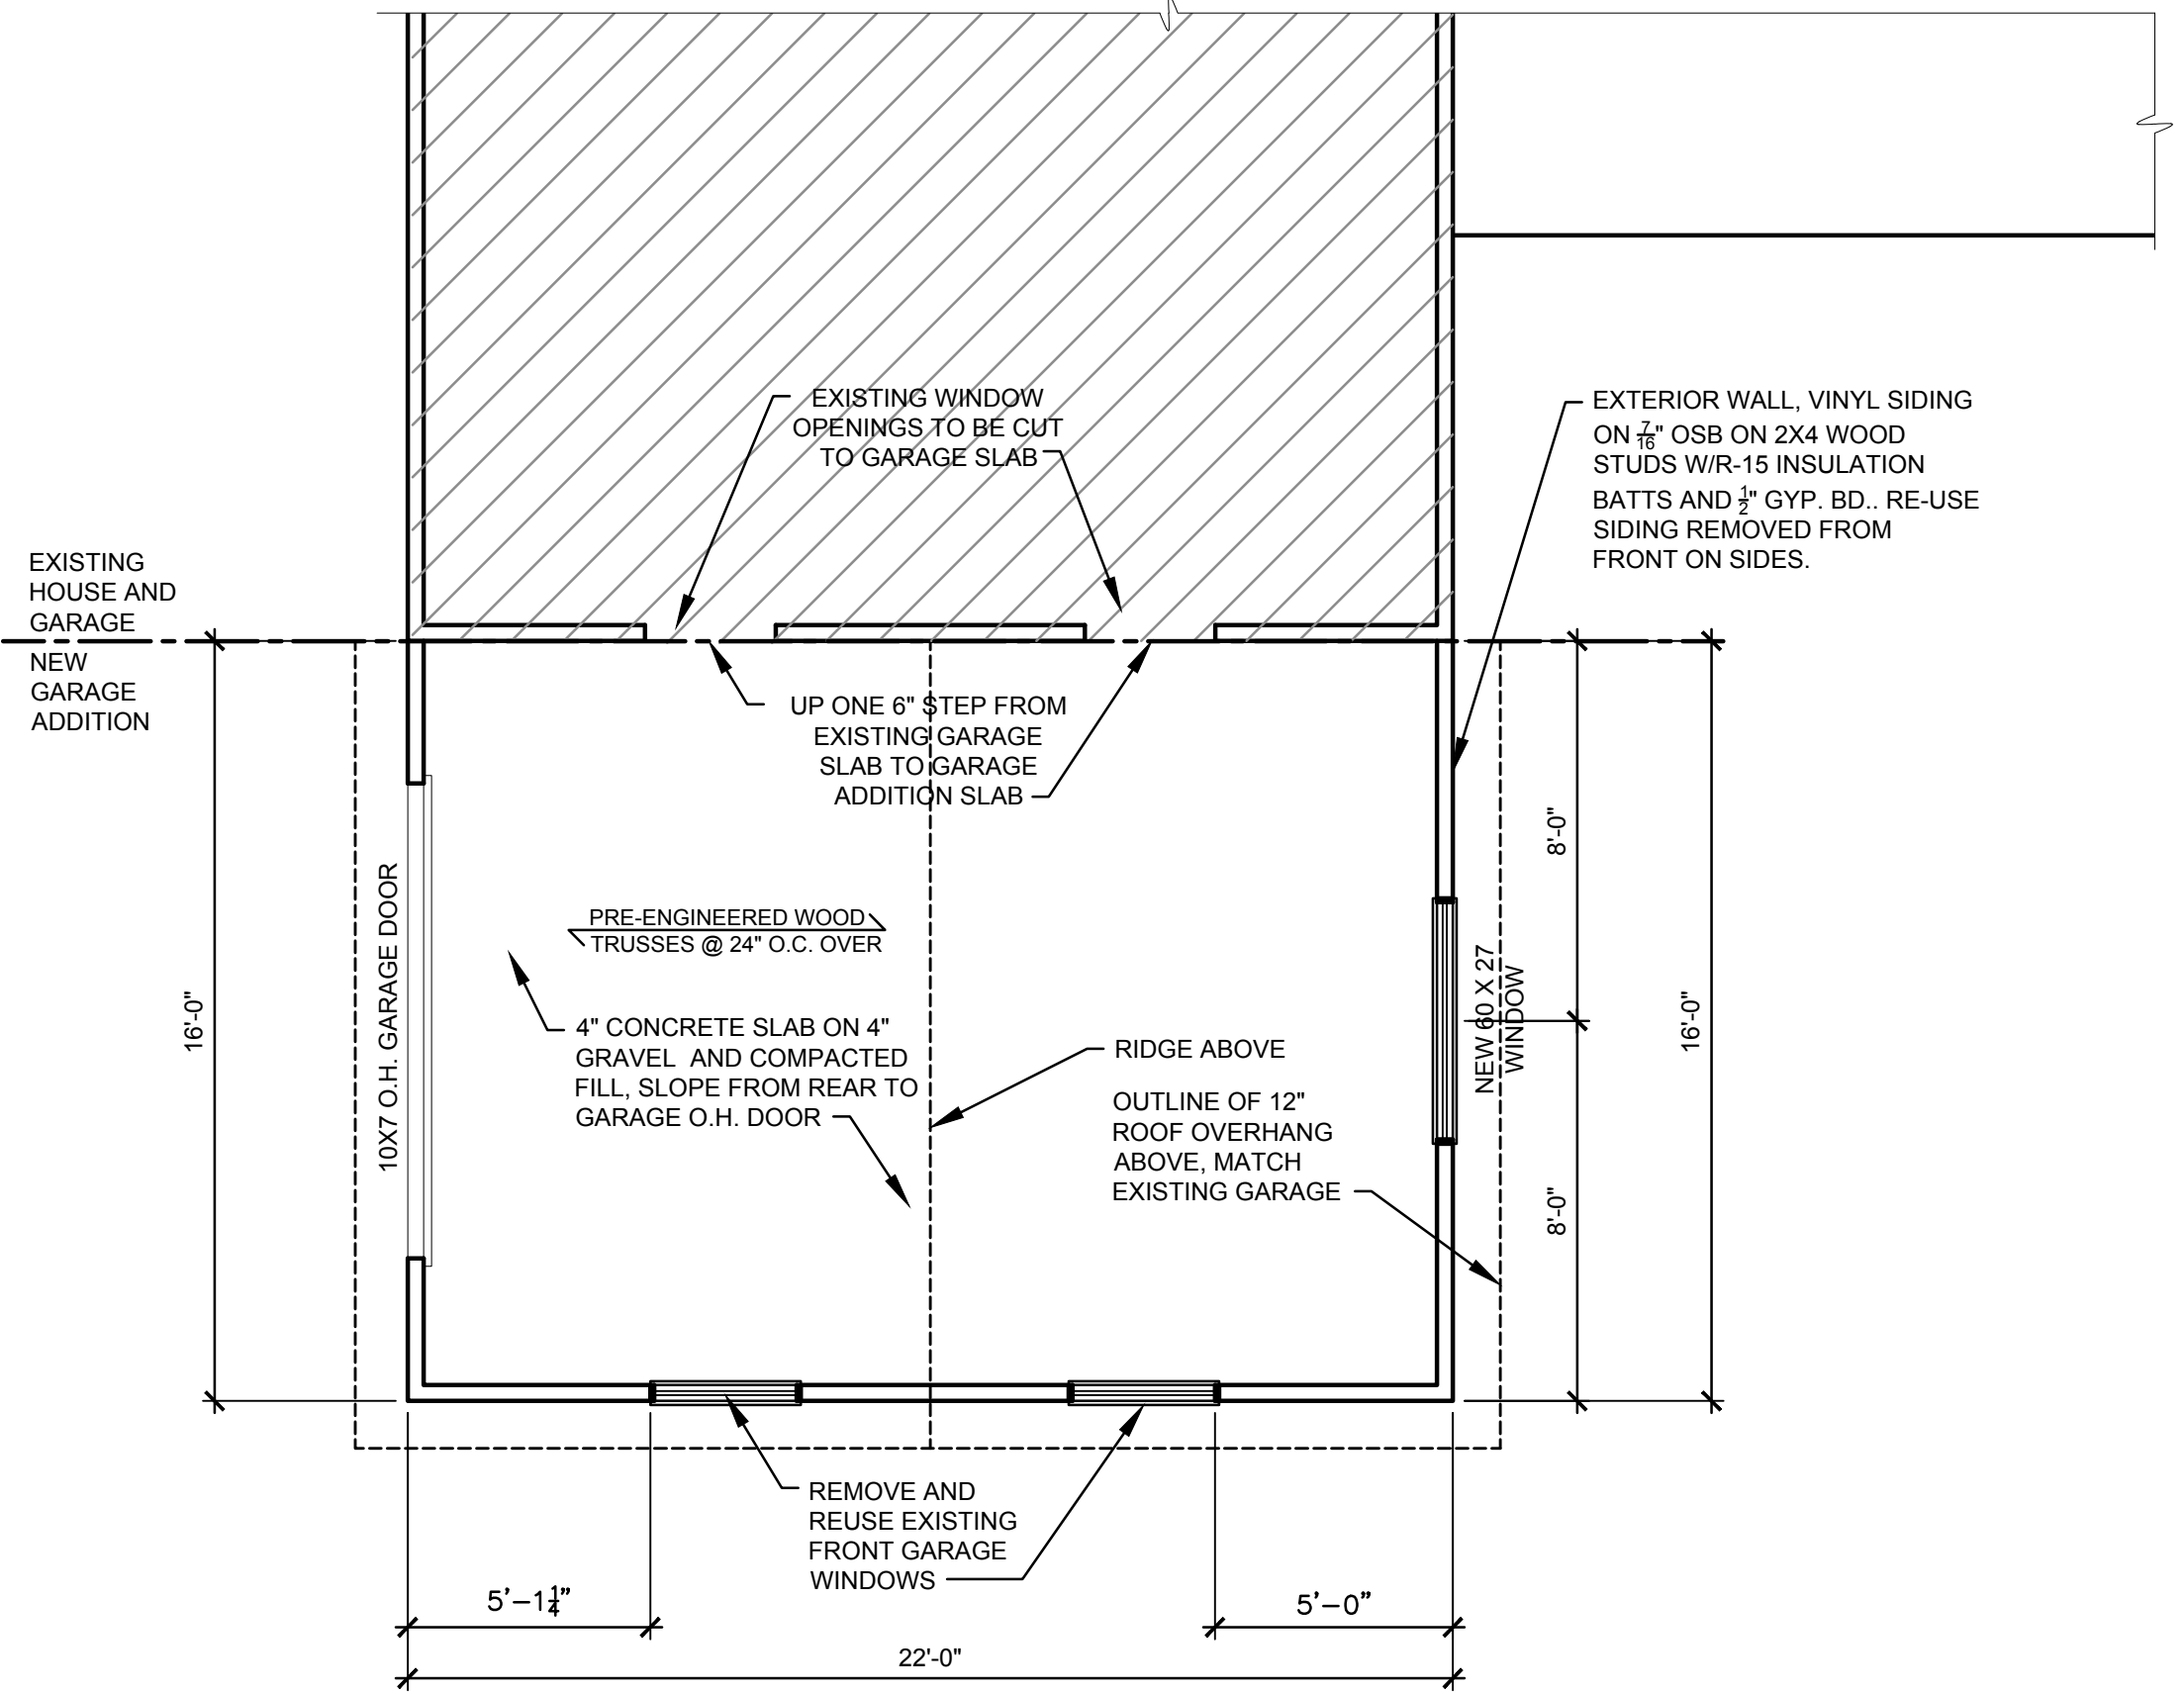 EXISTING WINDOW
OPENINGS TO BE CUT
TO GARAGE SLAB
EXTERIOR WALL, VINYL SIDING
ON 7/16" OSB ON 2X4 WOOD
STUDS W/R-15 INSULATION
BATTS AND 1/2" GYP. BD.. RE-USE
SIDING REMOVED FROM
FRONT ON SIDES.
EXISTING
HOUSE AND
GARAGE
NEW
GARAGE
ADDITION
UP ONE 6" STEP FROM
EXISTING GARAGE
SLAB TO GARAGE
ADDITION SLAB
16'-0"
10X7 O.H. GARAGE DOOR
PRE-ENGINEERED WOOD
TRUSSES @ 24" O.C. OVER
4" CONCRETE SLAB ON 4"
GRAVEL AND COMPACTED
FILL, SLOPE FROM REAR TO
GARAGE O.H. DOOR
RIDGE ABOVE
OUTLINE OF 12"
ROOF OVERHANG
ABOVE, MATCH
EXISTING GARAGE
NEW 60 X 27
WINDOW
8'-0"
8'-0"
16'-0"
REMOVE AND
REUSE EXISTING
FRONT GARAGE
WINDOWS
5'-1 1/4"
5'-0"
22'-0"